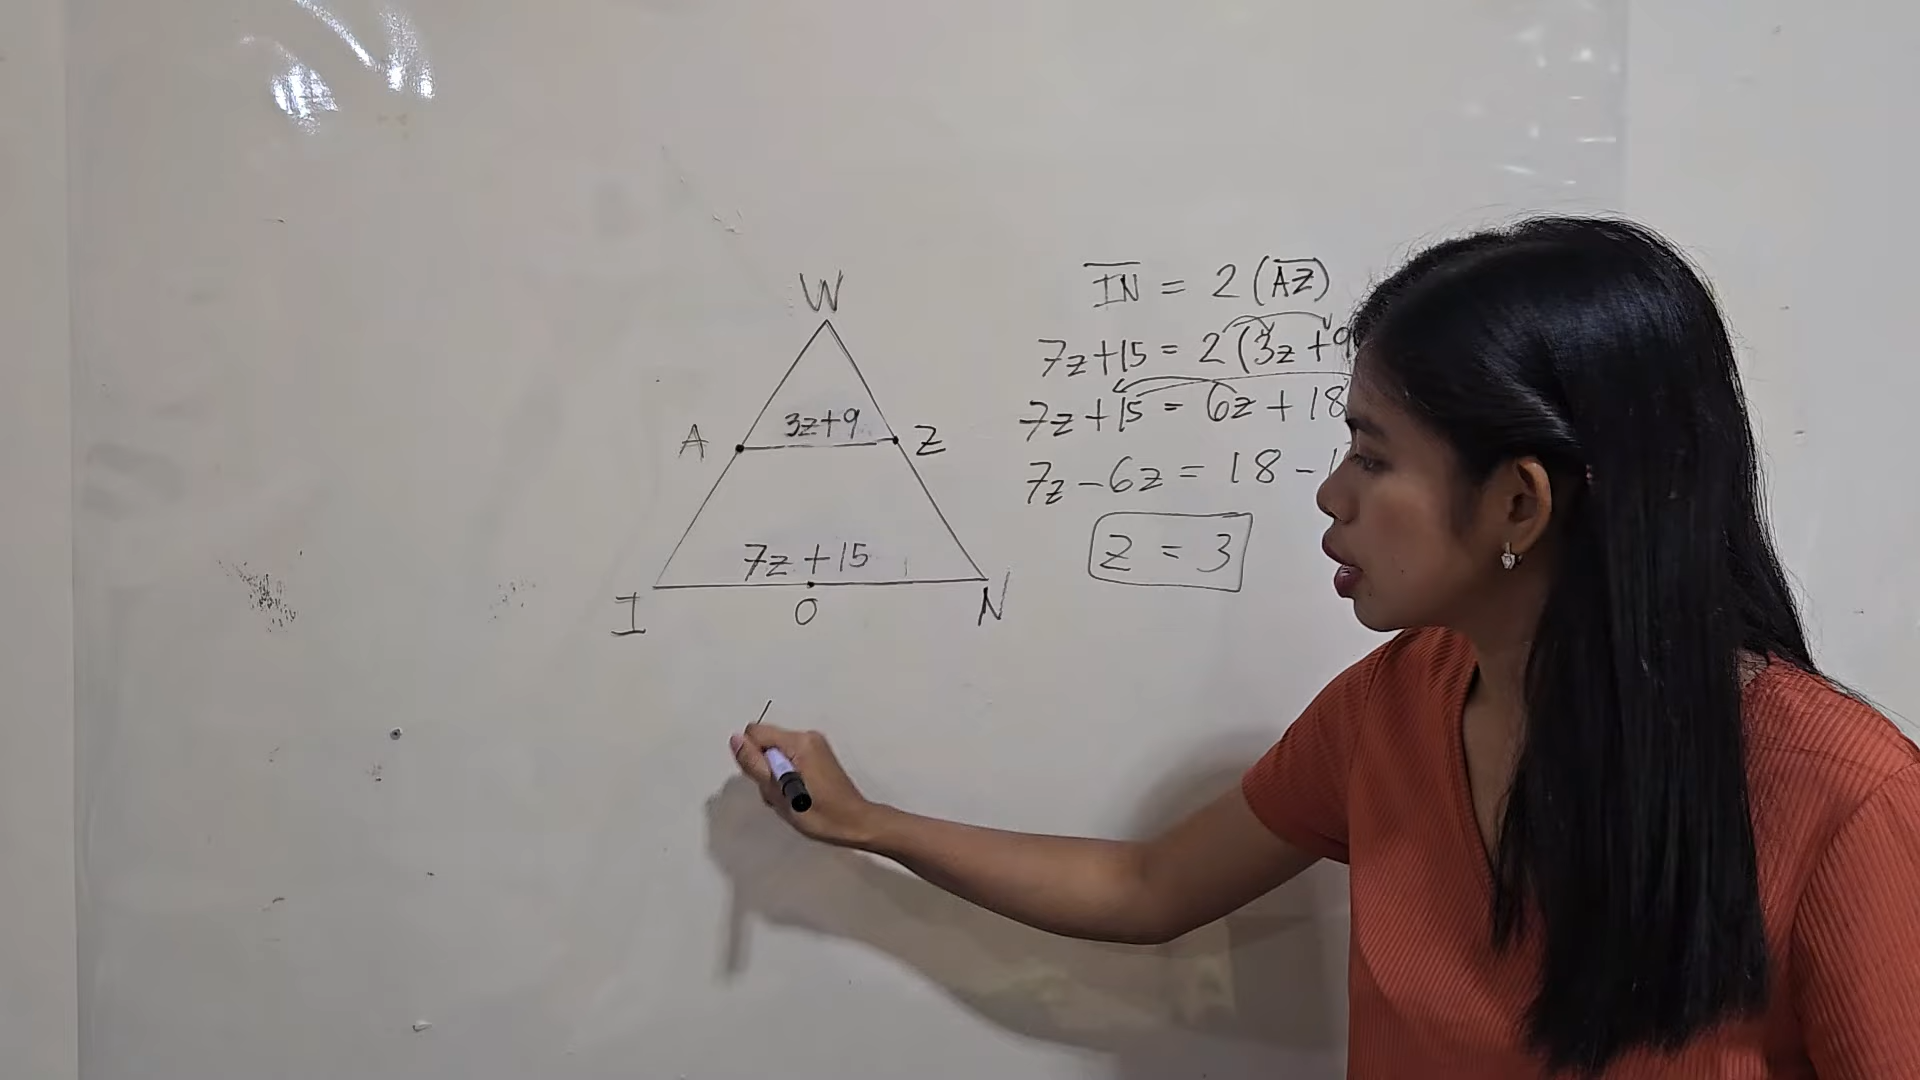 W
A
3z+9
Z
7z+15
I
O
N
IN = 2 (AZ)
7z+15 = 2 (3z+9
7z+15 = 6z+18
7z-6z = 18-
z = 3